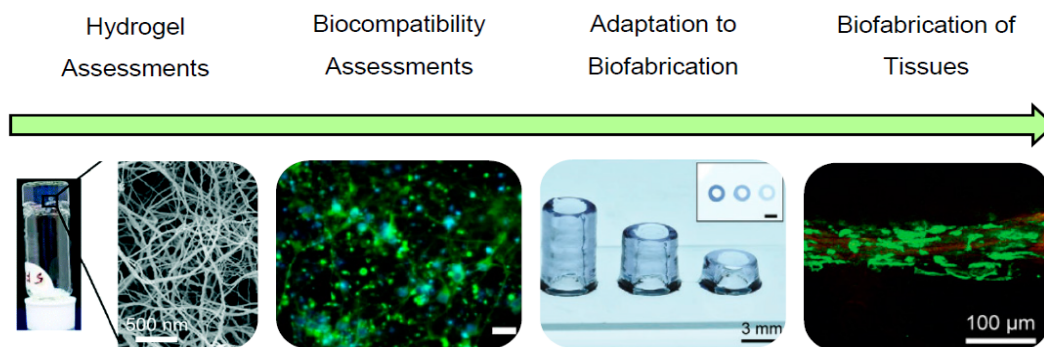 Hydrogel
Assessments
Biocompatibility
Assessments
Adaptation to
Biofabrication
Biofabrication of
Tissues
500 nm
3 mm
100 µm